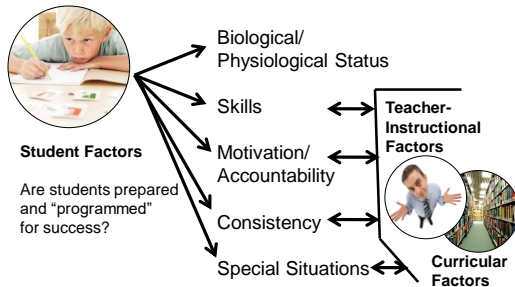 Biological/
Physiological Status
Skills
Motivation/
Accountability
Consistency
Special Situations
Student Factors
Are students prepared
and “programmed”
for success?
Teacher-
Instructional
Factors
Curricular
Factors